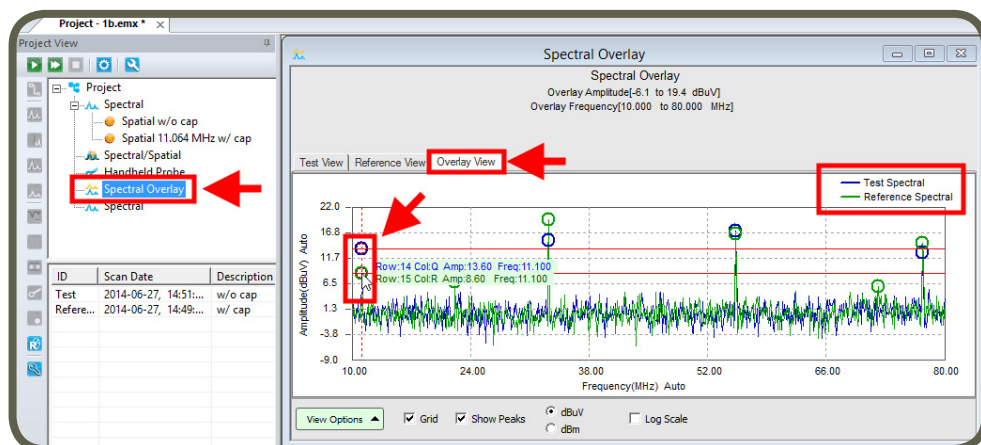 Project - 1b.emx *
Project View
Project
Spectral
Spatial w/o cap
Spatial 11.064 MHz w/ cap
Spectral/Spatial
Handheld Probe
Spectral Overlay
Spectral
ID Scan Date Description
Test 2014-06-27, 14:51:... w/o cap
Refere... 2014-06-27, 14:49:... w/ cap
Spectral Overlay
Spectral Overlay
Overlay Amplitude[-6.1 to 19.4 dBuV]
Overlay Frequency[10.000 to 80.000 MHz]
Test View Reference View Overlay View
Test Spectral
Reference Spectral
Amplitude(dBuV) Auto
22.0
16.8
11.7
6.5
1.3
-3.8
-9.0
Row:14 Col:Q Amp:13.60 Freq:11.100
Row:15 Col:R Amp:8.60 Freq:11.100
10.00 24.00 38.00 52.00 66.00 80.00
Frequency(MHz) Auto
View Options Grid Show Peaks dBuV Log Scale
dBm